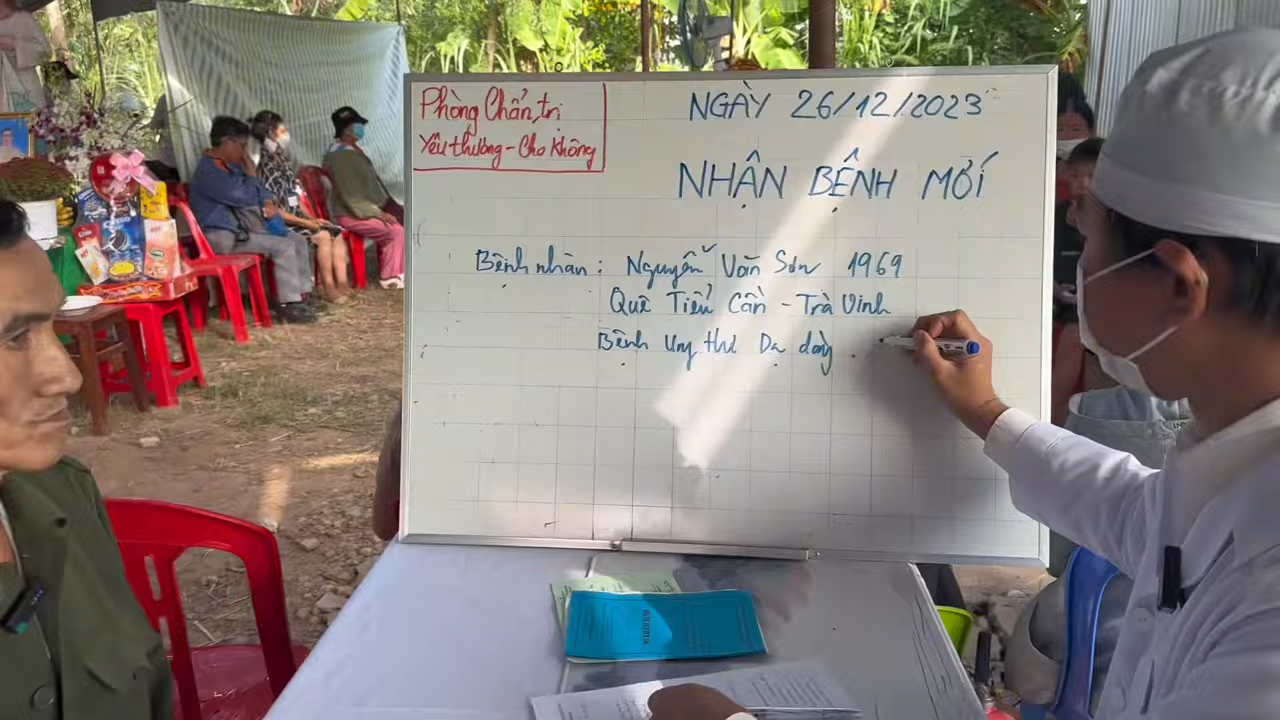 Phòng Chẩn trị
Yêu thương - Cho không
NGÀY 26/12/2023
NHẬN BỆNH MỚI
Bệnh nhân: Nguyễn Văn Sơn 1969
Quê Tiểu Cần - Trà Vinh
Bệnh Ung thư Dạ dày